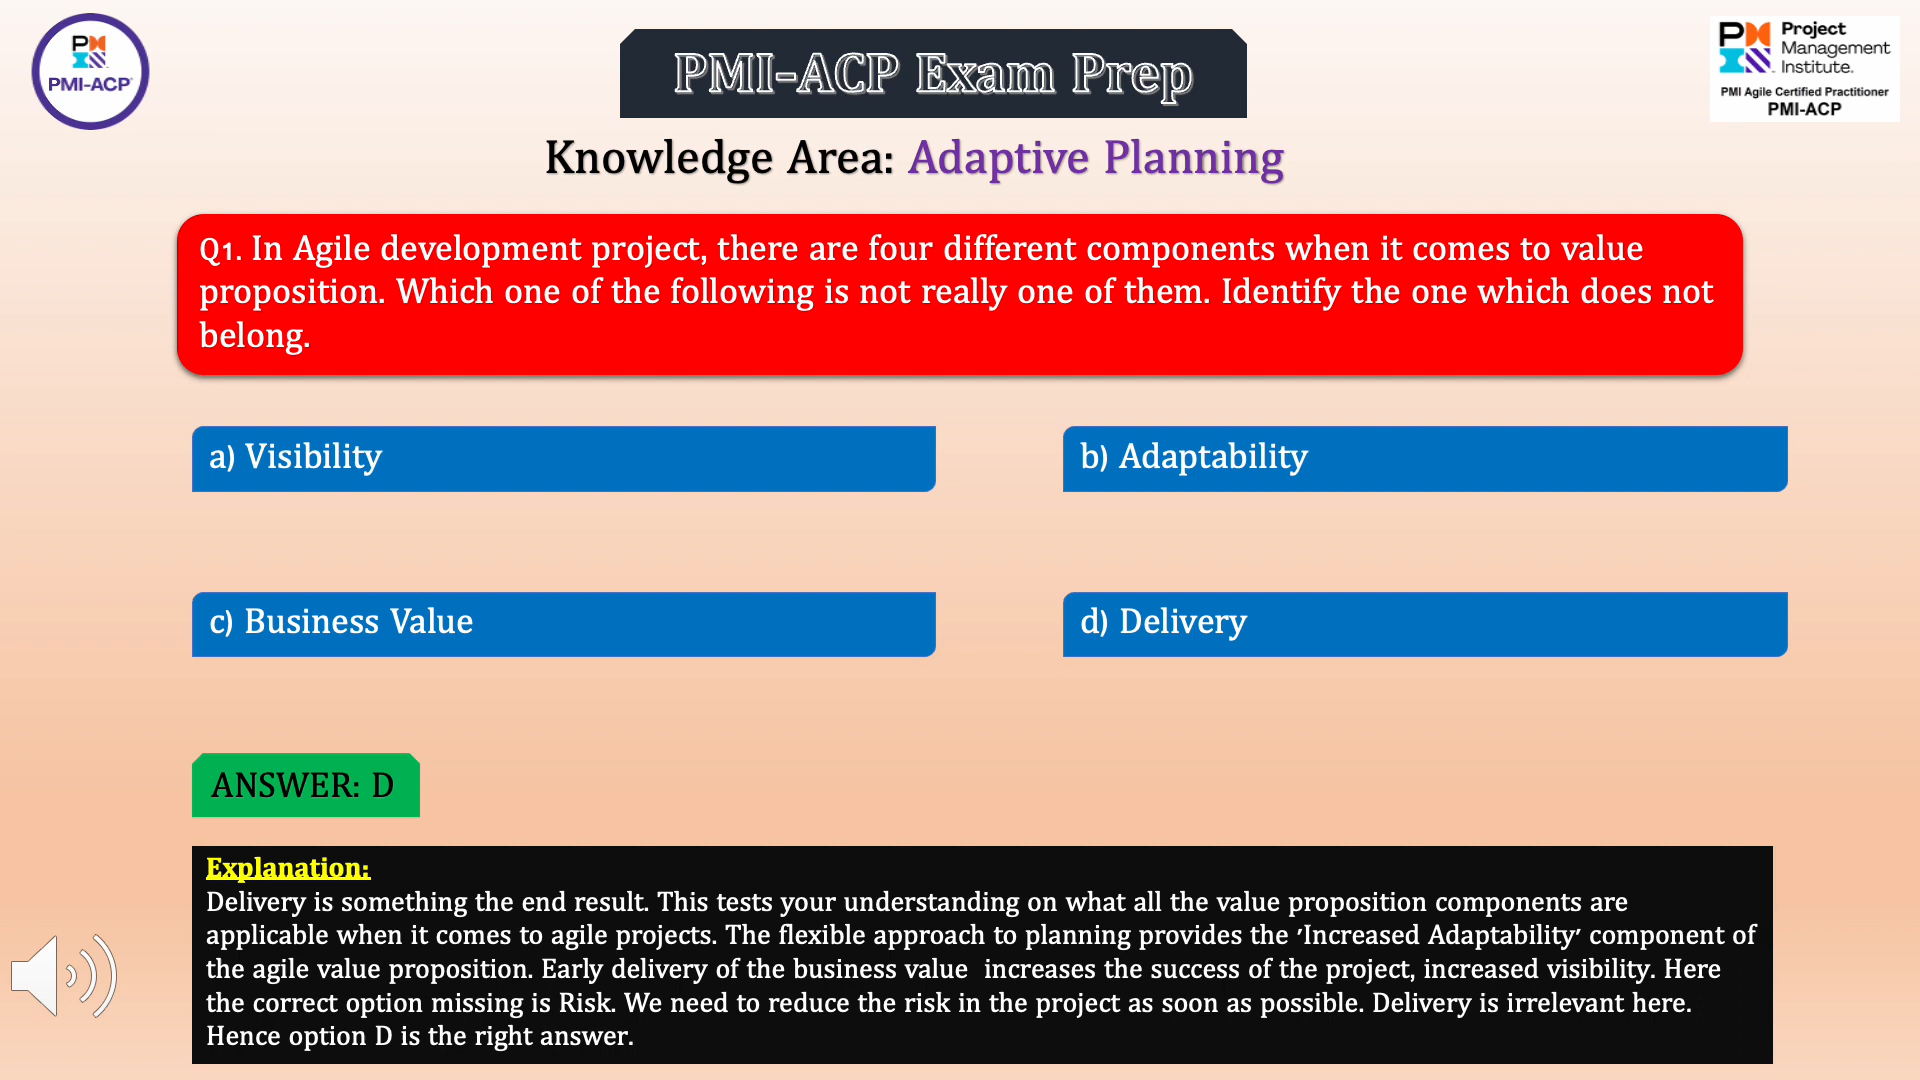 PMI-ACP
PMI-ACP Exam Prep
Project
Management
Institute.
PMI Agile Certified Practitioner
PMI-ACP
Knowledge Area: Adaptive Planning
Q1. In Agile development project, there are four different components when it comes to value
proposition. Which one of the following is not really one of them. Identify the one which does not
belong.
a) Visibility
b) Adaptability
c) Business Value
d) Delivery
ANSWER: D
Explanation:
Delivery is something the end result. This tests your understanding on what all the value proposition components are
applicable when it comes to agile projects. The flexible approach to planning provides the 'Increased Adaptability' component of
the agile value proposition. Early delivery of the business value  increases the success of the project, increased visibility. Here
the correct option missing is Risk. We need to reduce the risk in the project as soon as possible. Delivery is irrelevant here.
Hence option D is the right answer.